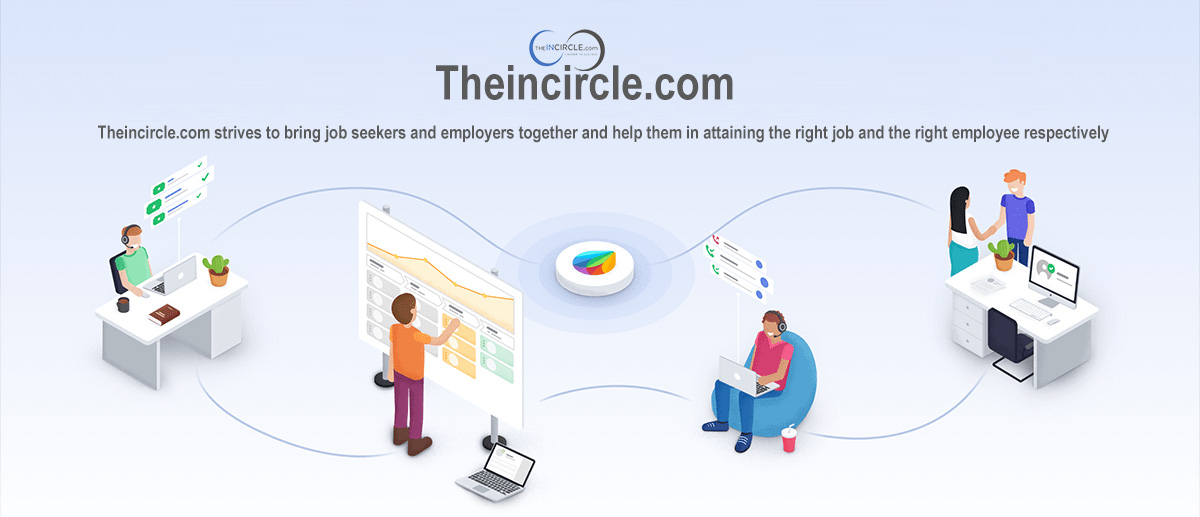 THEINCIRCLE.com
Theincircle.com
Theincircle.com strives to bring job seekers and employers together and help them in attaining the right job and the right employee respectively